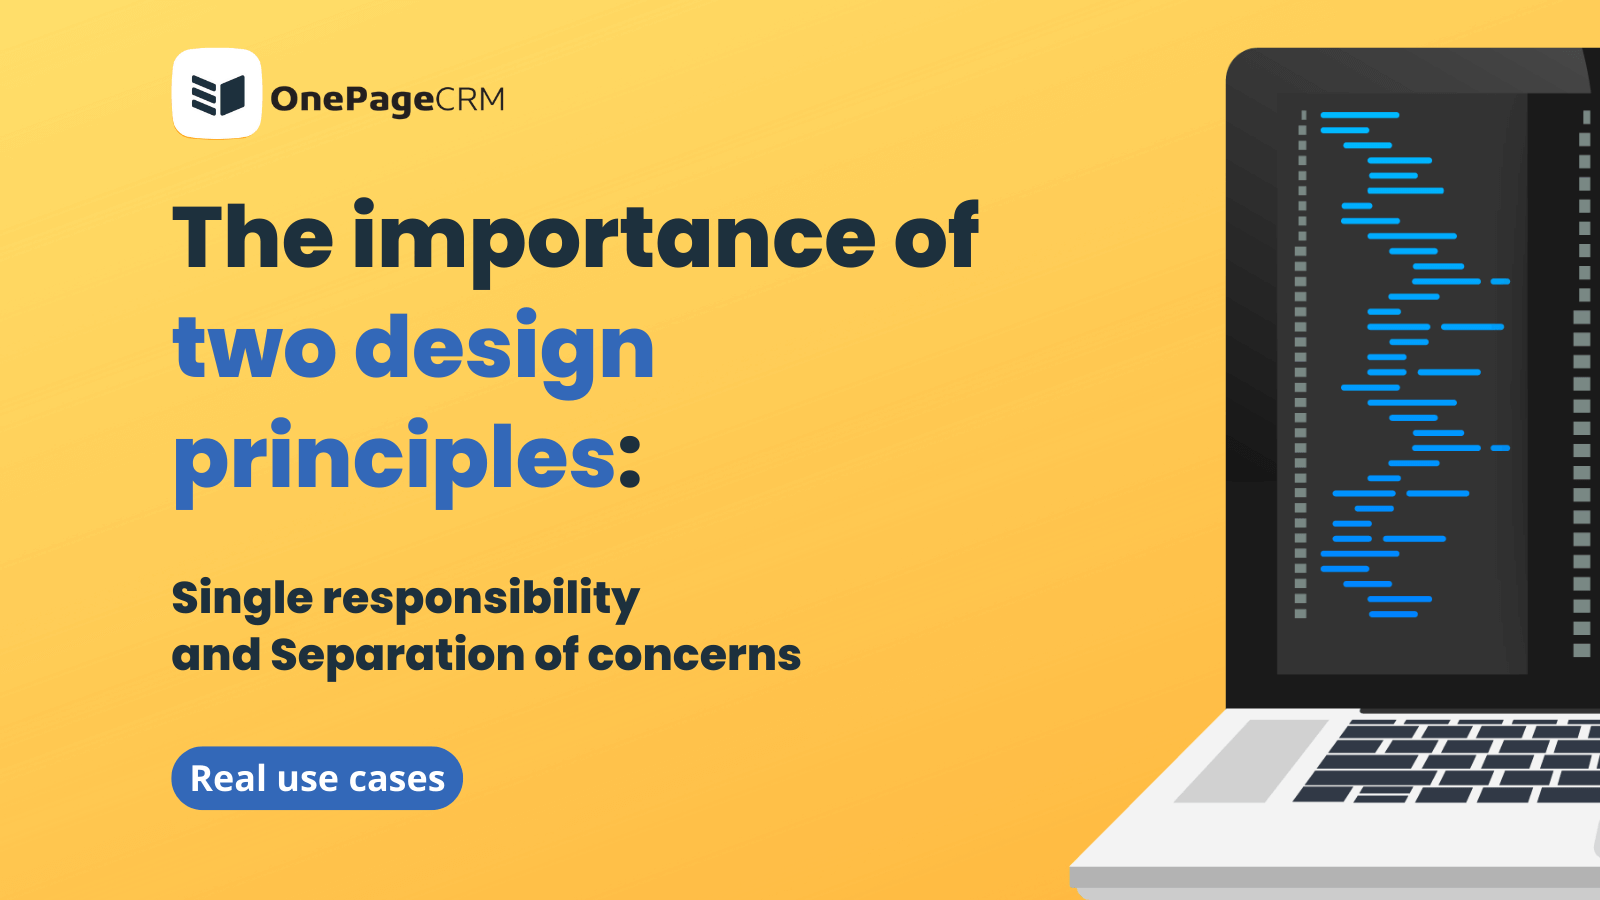 OnePageCRM
The importance of
two design
principles:
Single responsibility
and Separation of concerns
Real use cases